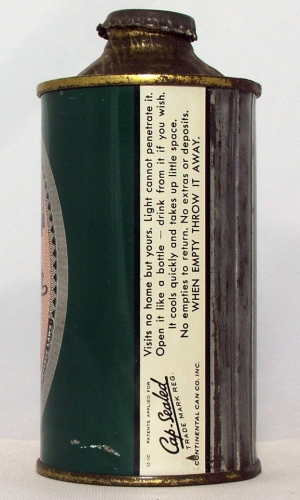 Visits no home but yours. Light cannot penetrate it.
Open it like a bottle — drink from it if you wish.
It cools quickly and takes up little space.
No empties to return. No extras or deposits.
WHEN EMPTY THROW IT AWAY.
12-1C PATENTS APPLIED FOR
Cap-Sealed
TRADE MARK REG.
CONTINENTAL CAN CO. INC.